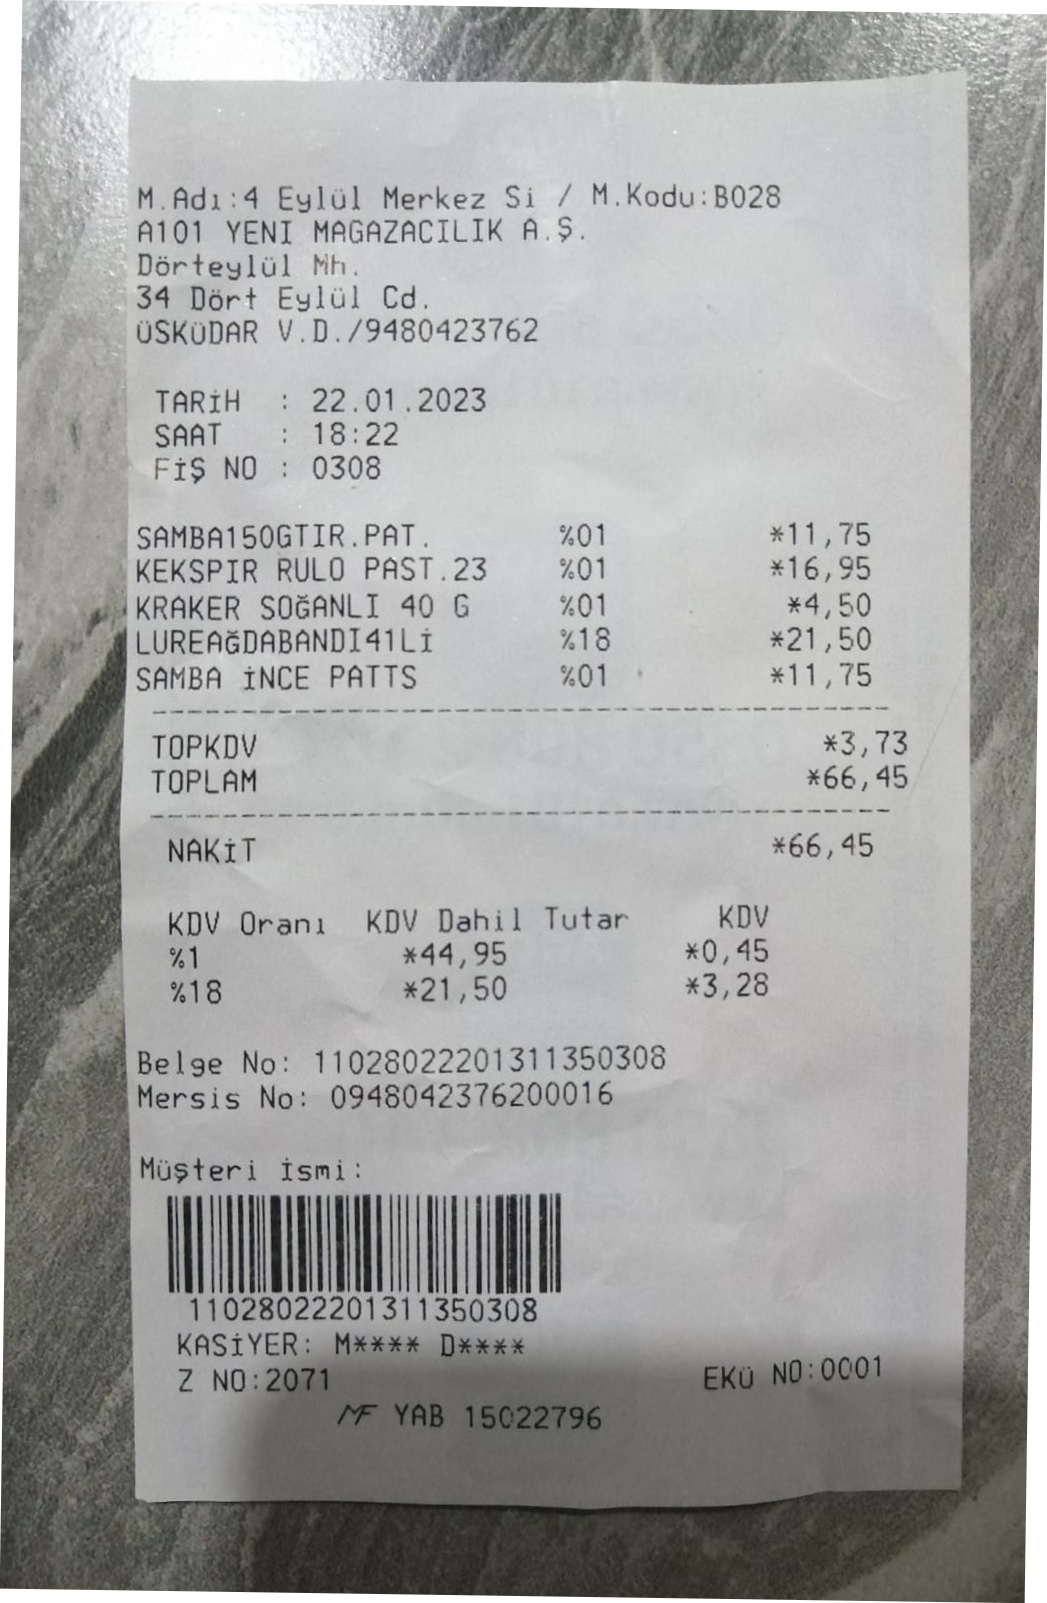 M.Adı:4 Eylül Merkez Si / M.Kodu:B028
A101 YENI MAGAZACILIK A.Ş.
Dörteylül Mh.
34 Dört Eylül Cd.
ÜSKÜDAR V.D./9480423762
TARİH : 22.01.2023
SAAT : 18:22
FİŞ NO : 0308
SAMBA150GTIR.PAT. %01 *11,75
KEKSPIR RULO PAST.23 %01 *16,95
KRAKER SOĞANLI 40 G %01 *4,50
LUREAĞDABANDI41Lİ %18 *21,50
SAMBA İNCE PATTS %01 *11,75
TOPKDV *3,73
TOPLAM *66,45
NAKİT *66,45
KDV Oranı KDV Dahil Tutar KDV
%1 *44,95 *0,45
%18 *21,50 *3,28
Belge No: 11028022201311350308
Mersis No: 0948042376200016
Müşteri İsmi:
11028022201311350308
KASİYER: M**** D****
Z NO:2071 EKÜ NO:0001
MF YAB 15022796